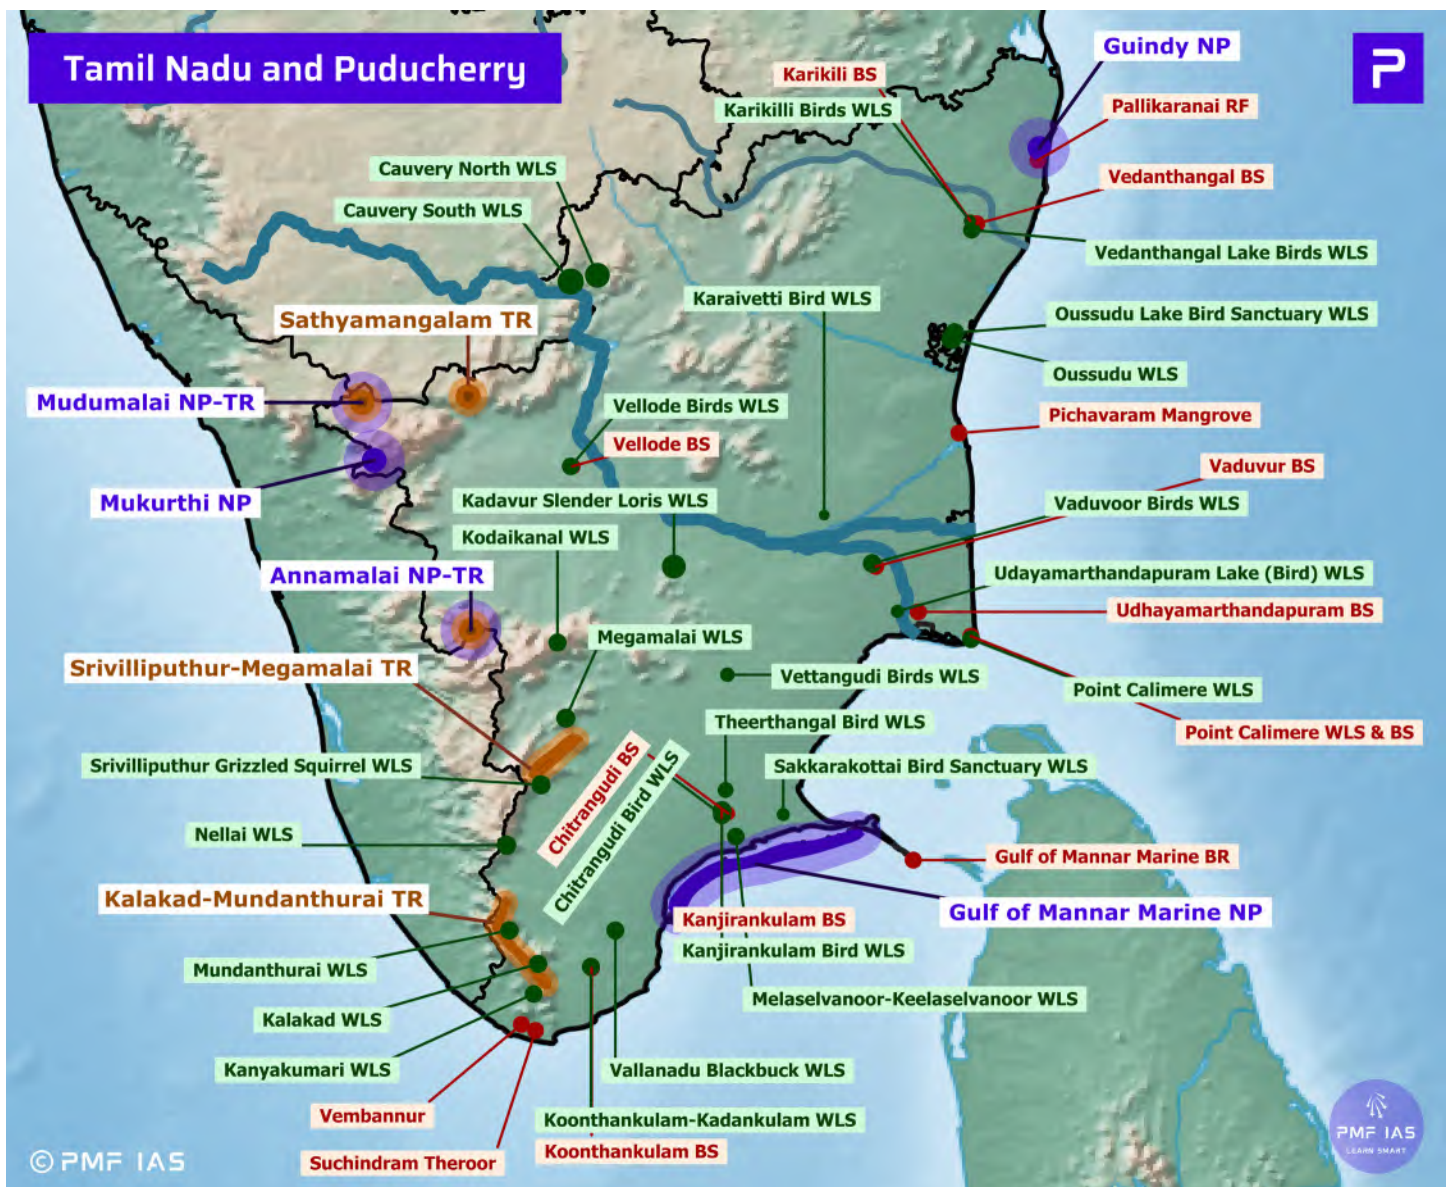 Tamil Nadu and Puducherry
Guindy NP
P
Karikili BS
Karikilli Birds WLS
Pallikaranai RF
Cauvery North WLS
Vedanthangal BS
Cauvery South WLS
Vedanthangal Lake Birds WLS
Karaivetti Bird WLS
Sathyamangalam TR
Oussudu Lake Bird Sanctuary WLS
Oussudu WLS
Mudumalai NP-TR
Vellode Birds WLS
Pichavaram Mangrove
Vellode BS
Vaduvur BS
Mukurthi NP
Kadavur Slender Loris WLS
Vaduvoor Birds WLS
Kodaikanal WLS
Annamalai NP-TR
Udayamarthandapuram Lake (Bird) WLS
Udhayamarthandapuram BS
Megamalai WLS
Srivilliputhur-Megamalai TR
Vettangudi Birds WLS
Point Calimere WLS
Theerthangal Bird WLS
Point Calimere WLS & BS
Srivilliputhur Grizzled Squirrel WLS
Sakkarakottai Bird Sanctuary WLS
Chitrangudi BS
Chitrangudi Bird WLS
Nellai WLS
Gulf of Mannar Marine BR
Kalakad-Mundanthurai TR
Gulf of Mannar Marine NP
Kanjirankulam BS
Kanjirankulam Bird WLS
Mundanthurai WLS
Melaselvanoor-Keelaselvanoor WLS
Kalakad WLS
Kanyakumari WLS
Vallanadu Blackbuck WLS
Vembannur
Koonthankulam-Kadankulam WLS
Koonthankulam BS
Suchindram Theroor
© PMF IAS
PMF IAS
LEARN SMART